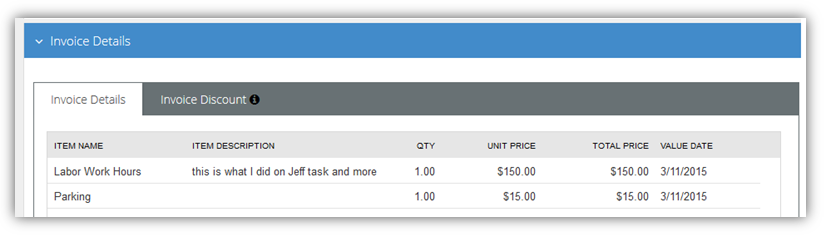 Invoice Details
Invoice Details Invoice Discount
ITEM NAME ITEM DESCRIPTION QTY UNIT PRICE TOTAL PRICE VALUE DATE
Labor Work Hours this is what I did on Jeff task and more 1.00 $150.00 $150.00 3/11/2015
Parking 1.00 $15.00 $15.00 3/11/2015